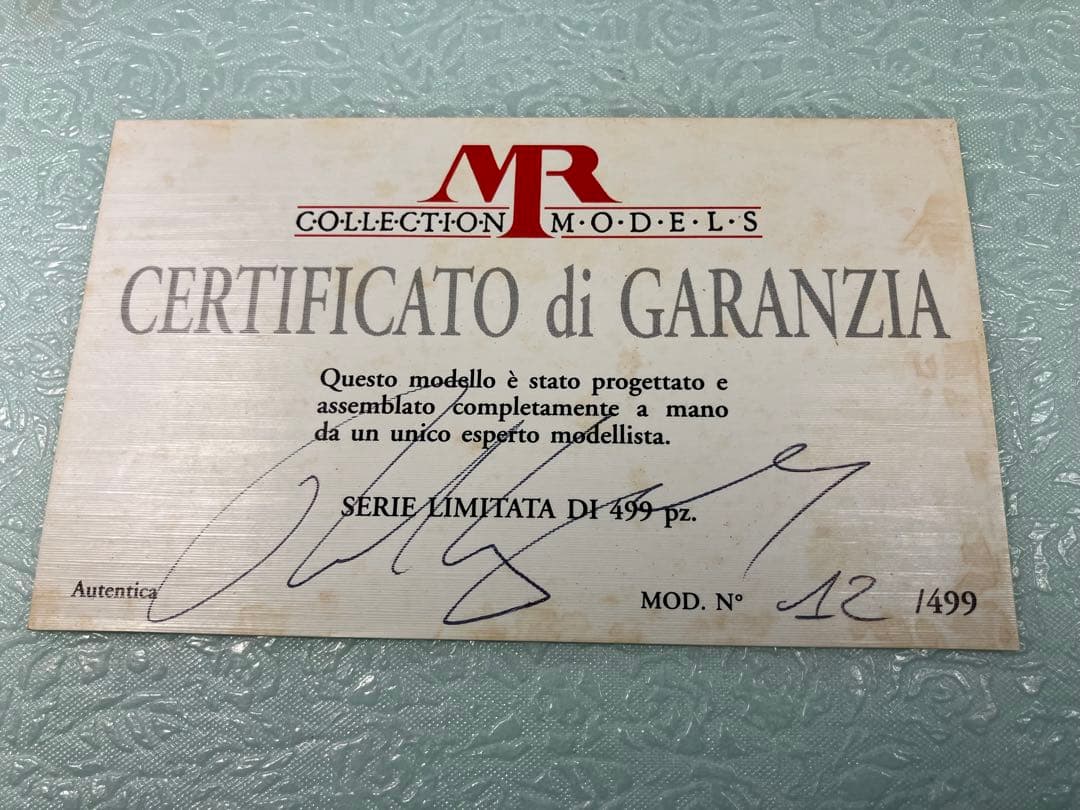 MR
COLLECTION MODELS
CERTIFICATO di GARANZIA
Questo modello è stato progettato e
assemblato completamente a mano
da un unico esperto modellista.
SERIE LIMITATA DI 499 pz.
Autentica
MOD. N° 12 /499